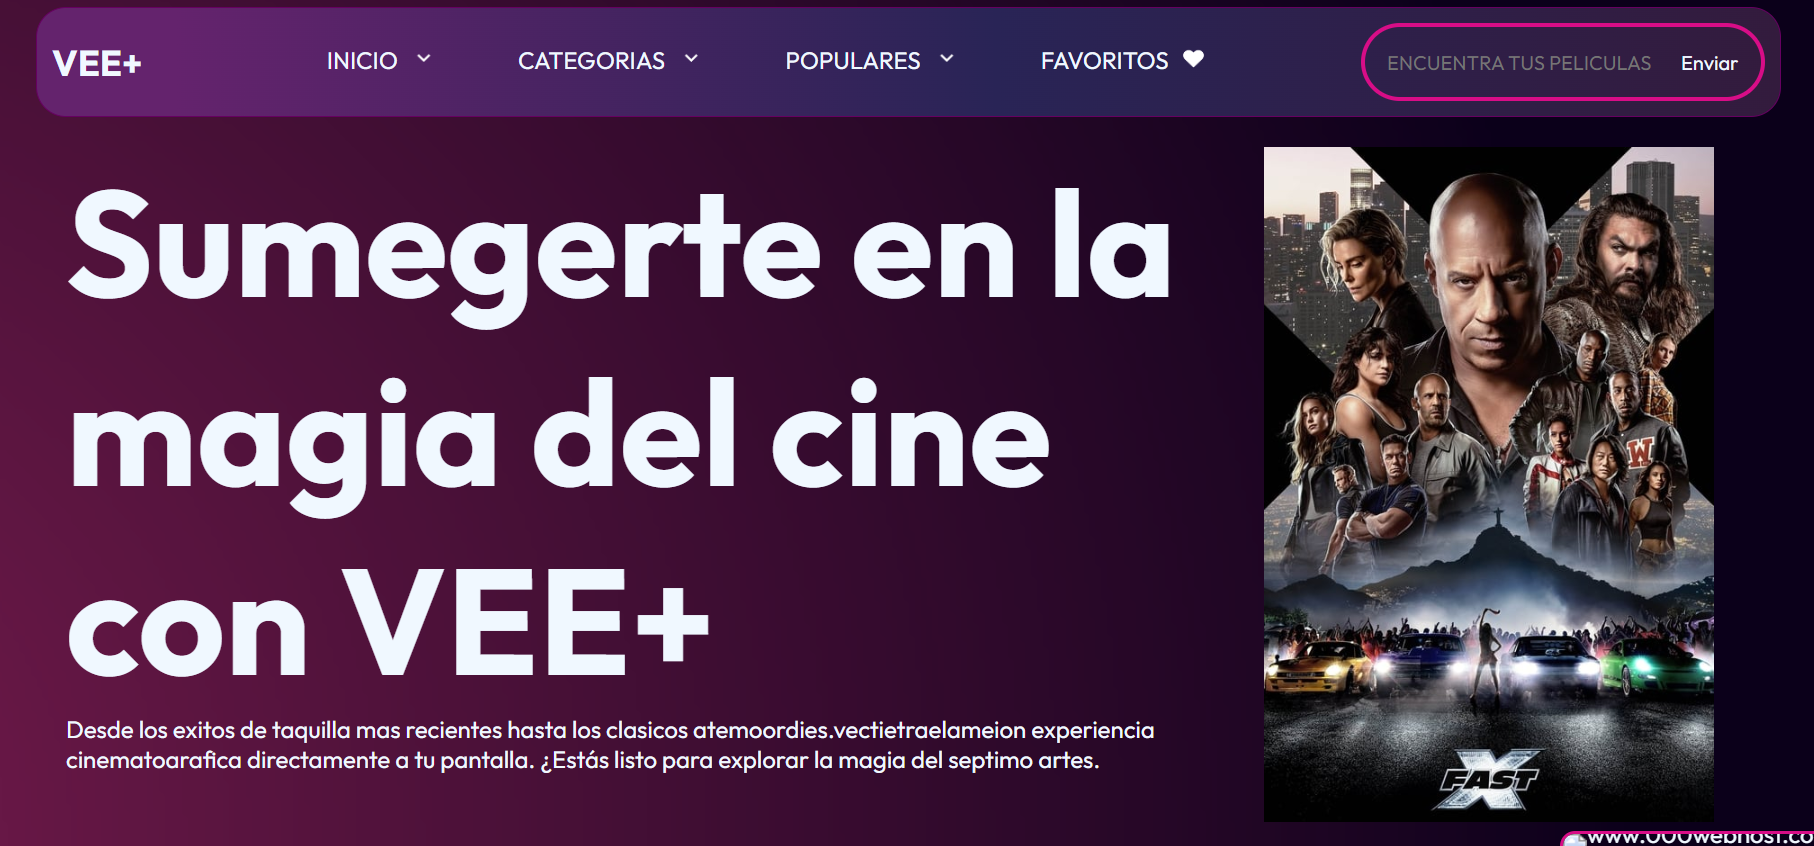 VEE+
INICIO
CATEGORIAS
POPULARES
FAVORITOS
ENCUENTRA TUS PELICULAS
Enviar
Sumegerte en la
magia del cine
con VEE+
Desde los exitos de taquilla mas recientes hasta los clasicos atemoordies.vectietraelameion experiencia
cinematoarafica directamente a tu pantalla. ¿Estás listo para explorar la magia del septimo artes.
W
FAST X
www.000webhost.co